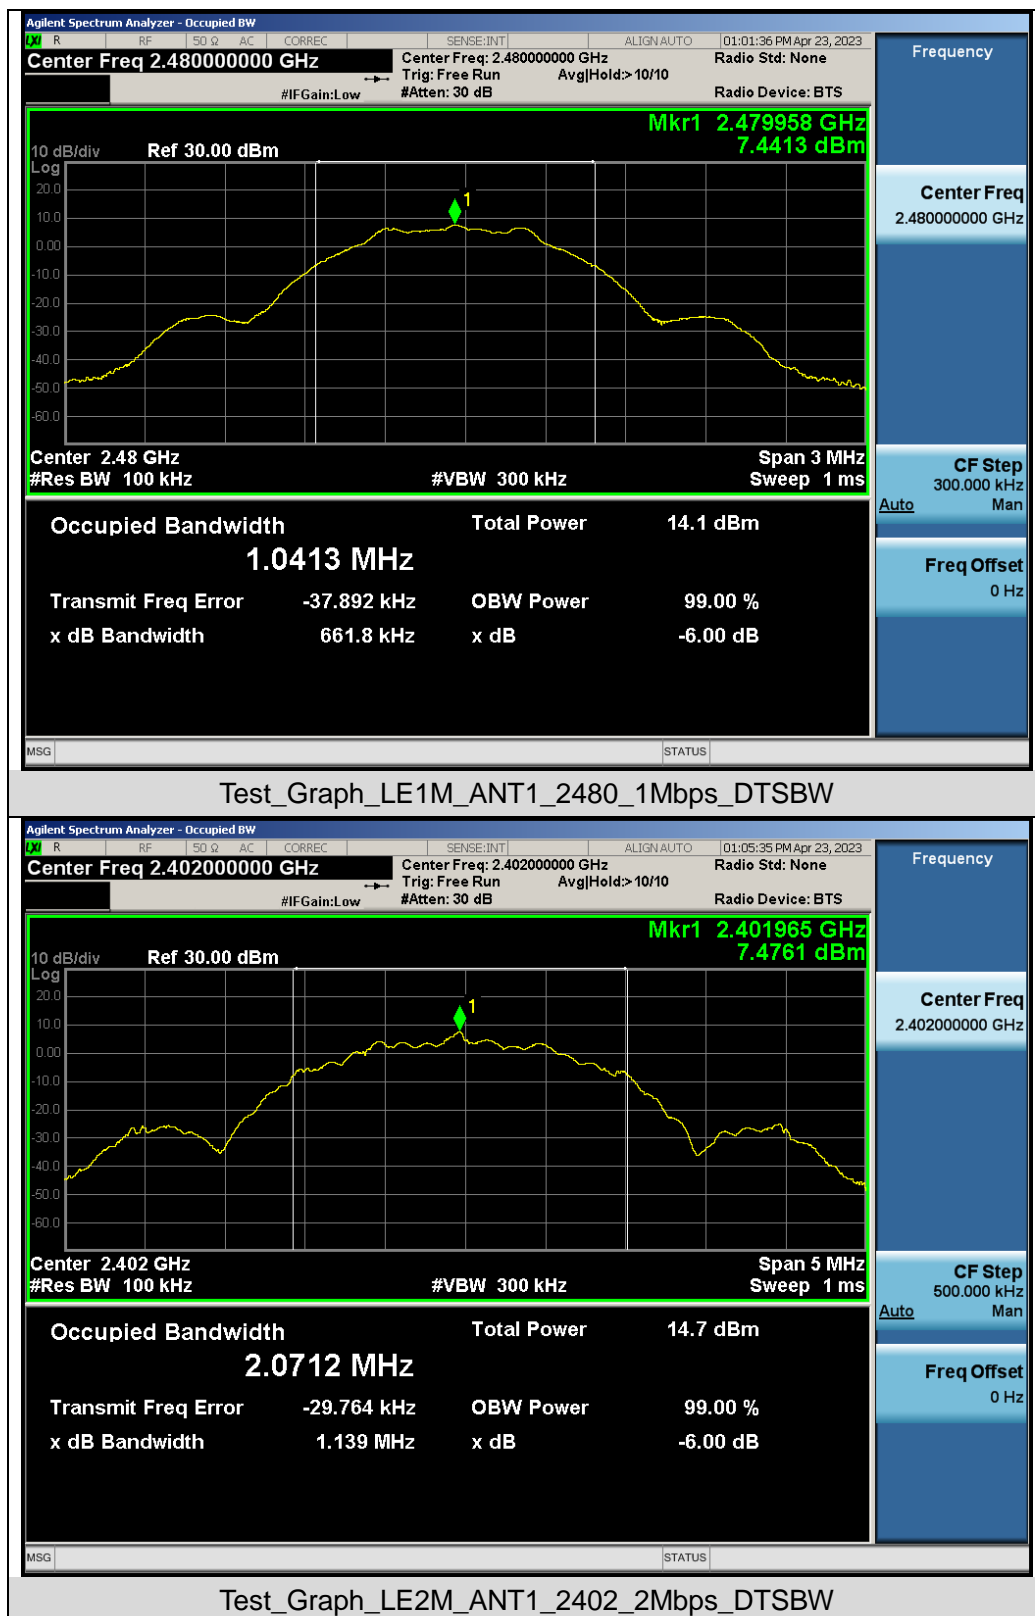 Agilent Spectrum Analyzer - Occupied BW
LXI R RF 50 Ω AC CORREC SENSE:INT ALIGN AUTO 01:01:36 PM Apr 23, 2023
Center Freq 2.480000000 GHz
Center Freq: 2.480000000 GHz
Radio Std: None
Trig: Free Run Avg|Hold:>10/10
#IFGain:Low
#Atten: 30 dB
Radio Device: BTS
Frequency
Mkr1 2.479958 GHz
7.4413 dBm
10 dB/div Ref 30.00 dBm
Log
20.0
10.0
0.00
-10.0
-20.0
-30.0
-40.0
-50.0
-60.0
1
Center Freq
2.480000000 GHz
Center 2.48 GHz
Span 3 MHz
#Res BW 100 kHz
#VBW 300 kHz
Sweep 1 ms
CF Step
300.000 kHz
Auto Man
Freq Offset
0 Hz
Occupied Bandwidth
1.0413 MHz
Total Power 14.1 dBm
Transmit Freq Error -37.892 kHz
OBW Power 99.00 %
x dB Bandwidth 661.8 kHz
x dB -6.00 dB
MSG
STATUS
Test_Graph_LE1M_ANT1_2480_1Mbps_DTSBW
Agilent Spectrum Analyzer - Occupied BW
LXI R RF 50 Ω AC CORREC SENSE:INT ALIGN AUTO 01:05:35 PM Apr 23, 2023
Center Freq 2.402000000 GHz
Center Freq: 2.402000000 GHz
Radio Std: None
Trig: Free Run Avg|Hold:>10/10
#IFGain:Low
#Atten: 30 dB
Radio Device: BTS
Frequency
Mkr1 2.401965 GHz
7.4761 dBm
10 dB/div Ref 30.00 dBm
Log
20.0
10.0
0.00
-10.0
-20.0
-30.0
-40.0
-50.0
-60.0
1
Center Freq
2.402000000 GHz
Center 2.402 GHz
Span 5 MHz
#Res BW 100 kHz
#VBW 300 kHz
Sweep 1 ms
CF Step
500.000 kHz
Auto Man
Freq Offset
0 Hz
Occupied Bandwidth
2.0712 MHz
Total Power 14.7 dBm
Transmit Freq Error -29.764 kHz
OBW Power 99.00 %
x dB Bandwidth 1.139 MHz
x dB -6.00 dB
MSG
STATUS
Test_Graph_LE2M_ANT1_2402_2Mbps_DTSBW